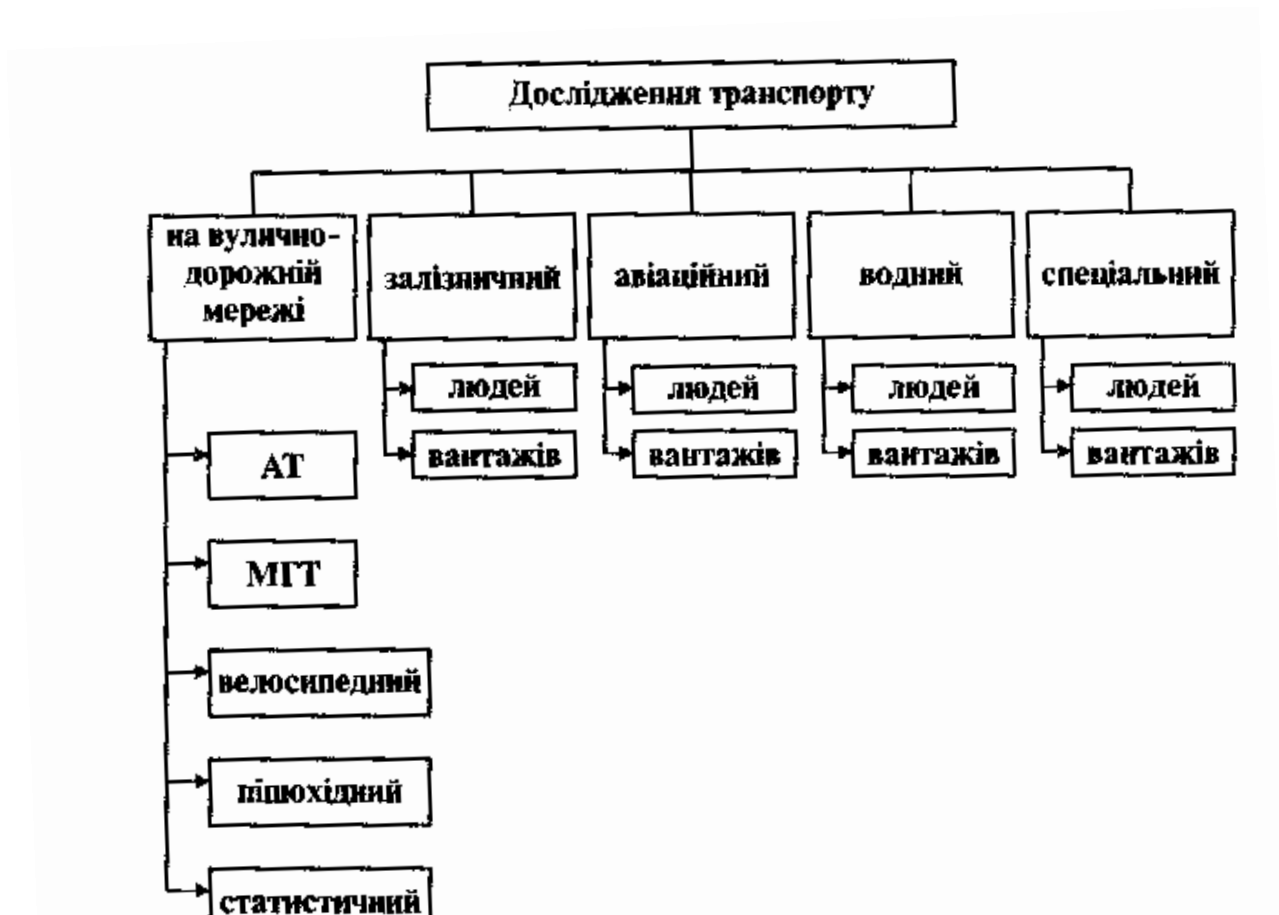 Дослідження транспорту
на вулично-
дорожній
мережі
залізничний
авіаційний
водний
спеціальний
людей
людей
людей
людей
вантажів
вантажів
вантажів
вантажів
АТ
МГТ
велосипедний
пішохідний
статистичний